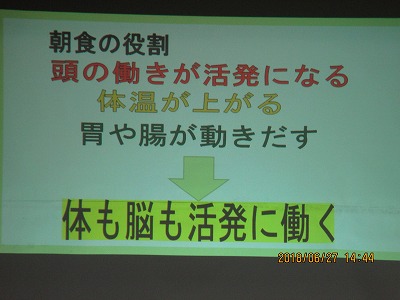 朝食の役割
頭の働きが活発になる
体温が上がる
胃や腸が動きだす
体も脳も活発に働く
2018/06/27 14:44